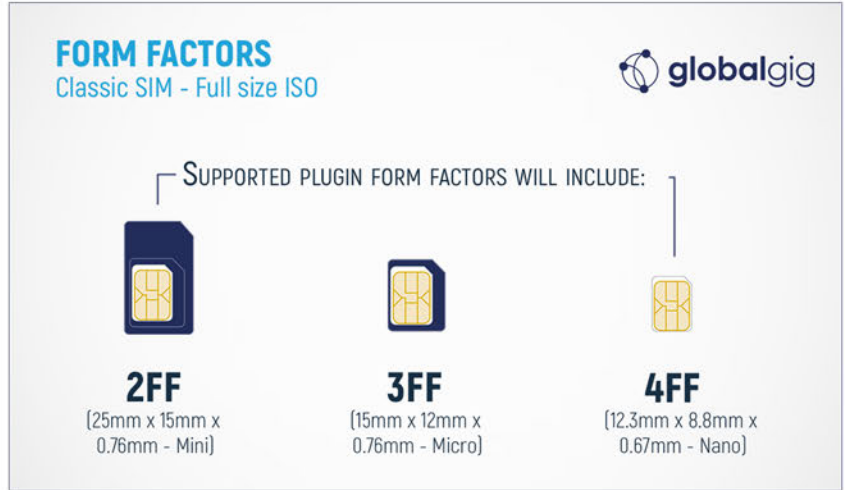 FORM FACTORS
Classic SIM - Full size ISO
globalgig
SUPPORTED PLUGIN FORM FACTORS WILL INCLUDE:
2FF
(25mm x 15mm x
0.76mm - Mini)
3FF
(15mm x 12mm x
0.76mm - Micro)
4FF
(12.3mm x 8.8mm x
0.67mm - Nano)